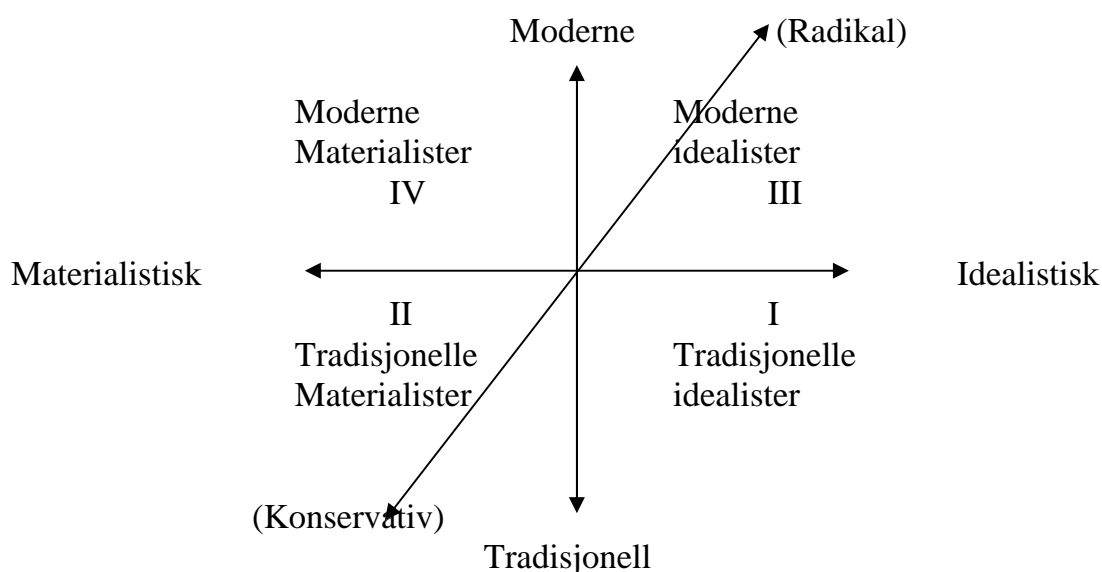 Moderne (Radikal)
Moderne Moderne
Materialister idealister
IV III
Materialistisk Idealistisk
II I
Tradisjonelle Tradisjonelle
Materialister idealister
(Konservativ)
Tradisjonell